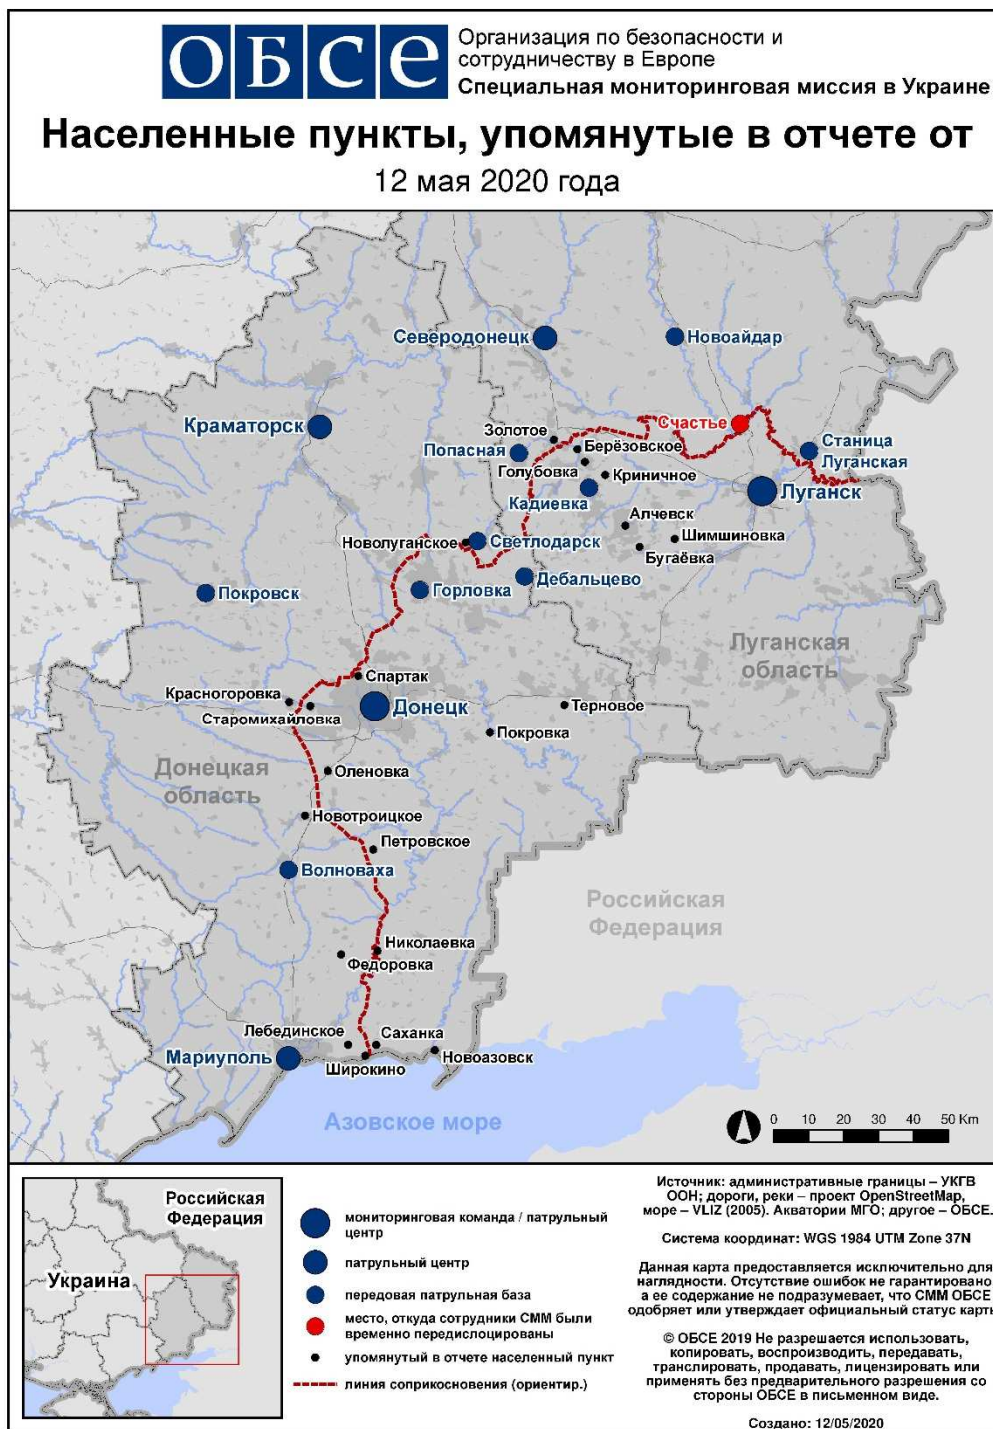 ОБСЕ
Организация по безопасности и
сотрудничеству в Европе
Специальная мониторинговая миссия в Украине
Населенные пункты, упомянутые в отчете от
12 мая 2020 года
Северодонецк
Новоайдар
Краматорск
Счастье
Золотое
Берёзовское
Попасная
Станица
Луганская
Голубовка
Криничное
Кадиевка
Луганск
Алчевск
Новолуганское
Светлодарск
Шимшиновка
Бугаёвка
Покровск
Горловка
Дебальцево
Луганская
область
Спартак
Красногоровка
Старомихайловка
Донецк
Терновое
Покровка
Донецкая
область
Оленовка
Новотроицкое
Петровское
Волноваха
Российская
Федерация
Николаевка
Федоровка
Лебединское
Саханка
Мариуполь
Широкино
Новоазовск
Азовское море
0 10 20 30 40 50 Km
Российская
Федерация
Украина
мониторинговая команда / патрульный
центр
патрульный центр
передовая патрульная база
место, откуда сотрудники СММ были
временно передислоцированы
упомянутый в отчете населенный пункт
линия соприкосновения (ориентир.)
Источник: административные границы – УКГВ
ООН; дороги, реки – проект OpenStreetMap,
море – VLIZ (2005). Акватории МГО; другое – ОБСЕ.
Система координат: WGS 1984 UTM Zone 37N
Данная карта предоставляется исключительно для
наглядности. Отсутствие ошибок не гарантировано
а ее содержание не подразумевает, что СММ ОБСЕ
одобряет или утверждает официальный статус карты
© ОБСЕ 2019 Не разрешается использовать,
копировать, воспроизводить, передавать,
транслировать, продавать, лицензировать или
применять без предварительного разрешения со
стороны ОБСЕ в письменном виде.
Создано: 12/05/2020